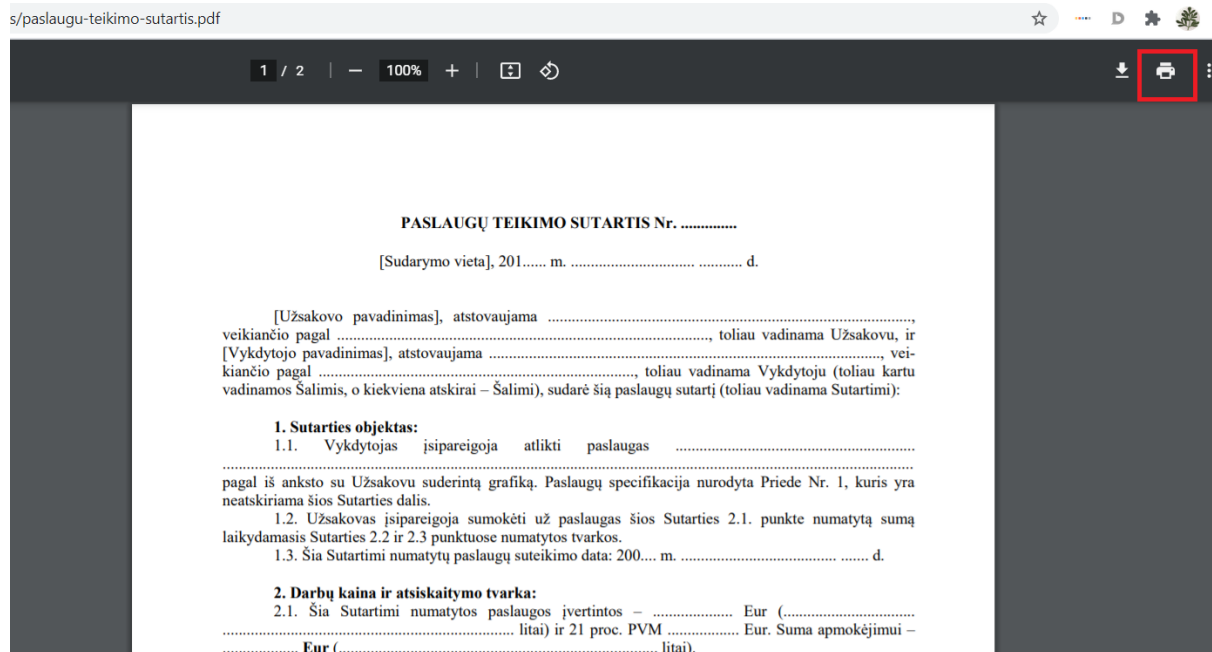 s/paslaugu-teikimo-sutartis.pdf
D
1 / 2 | — 100% + |
PASLAUGŲ TEIKIMO SUTARTIS Nr. ..............
[Sudarymo vieta], 201...... m. ............................... ........... d.
[Užsakovo pavadinimas], atstovaujama ...........................................................................................,
veikiančio pagal ............................................................................................., toliau vadinama Užsakovu, ir
[Vykdytojo pavadinimas], atstovaujama .................................................................................................., vei-
kiančio pagal ..............................................................................., toliau vadinama Vykdytoju (toliau kartu
vadinamos Šalimis, o kiekviena atskirai – Šalimi), sudarė šią paslaugų sutartį (toliau vadinama Sutartimi):
1. Sutarties objektas:
1.1. Vykdytojas įsipareigoja atlikti paslaugas ............................................................
.............................................................................................................................................................................
pagal iš anksto su Užsakovu suderintą grafiką. Paslaugų specifikacija nurodyta Priede Nr. 1, kuris yra
neatskiriama šios Sutarties dalis.
1.2. Užsakovas įsipareigoja sumokėti už paslaugas šios Sutarties 2.1. punkte numatytą sumą
laikydamasis Sutarties 2.2 ir 2.3 punktuose numatytos tvarkos.
1.3. Šia Sutartimi numatytų paslaugų suteikimo data: 200.... m. ....................................... ....... d.
2. Darbų kaina ir atsiskaitymo tvarka:
2.1. Šia Sutartimi numatytos paslaugos įvertintos – .................... Eur (.................................
......................................................................... litai) ir 21 proc. PVM .................. Eur. Suma apmokėjimui –
................... Eur (................................................................................ litai).